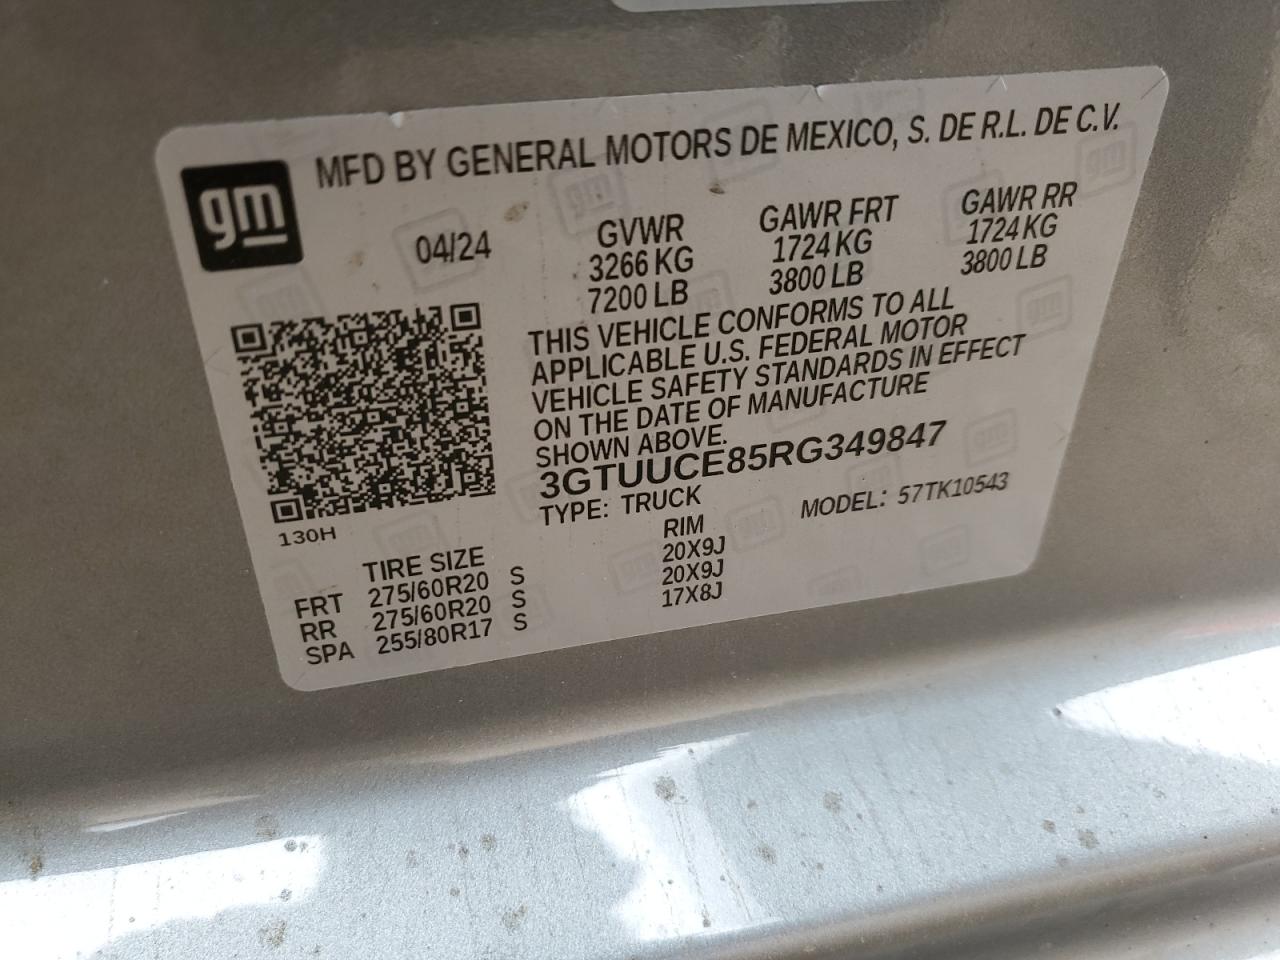 gm
MFD BY GENERAL MOTORS DE MEXICO, S. DE R.L. DE C.V.
04/24
GVWR GAWR FRT GAWR RR
3266 KG 1724 KG 1724 KG
7200 LB 3800 LB 3800 LB
THIS VEHICLE CONFORMS TO ALL
APPLICABLE U.S. FEDERAL MOTOR
VEHICLE SAFETY STANDARDS IN EFFECT
ON THE DATE OF MANUFACTURE
SHOWN ABOVE.
3GTUUCE85RG349847
TYPE: TRUCK MODEL: 57TK10543
130H
TIRE SIZE RIM
FRT 275/60R20 S 20X9J
RR 275/60R20 S 20X9J
SPA 255/80R17 S 17X8J